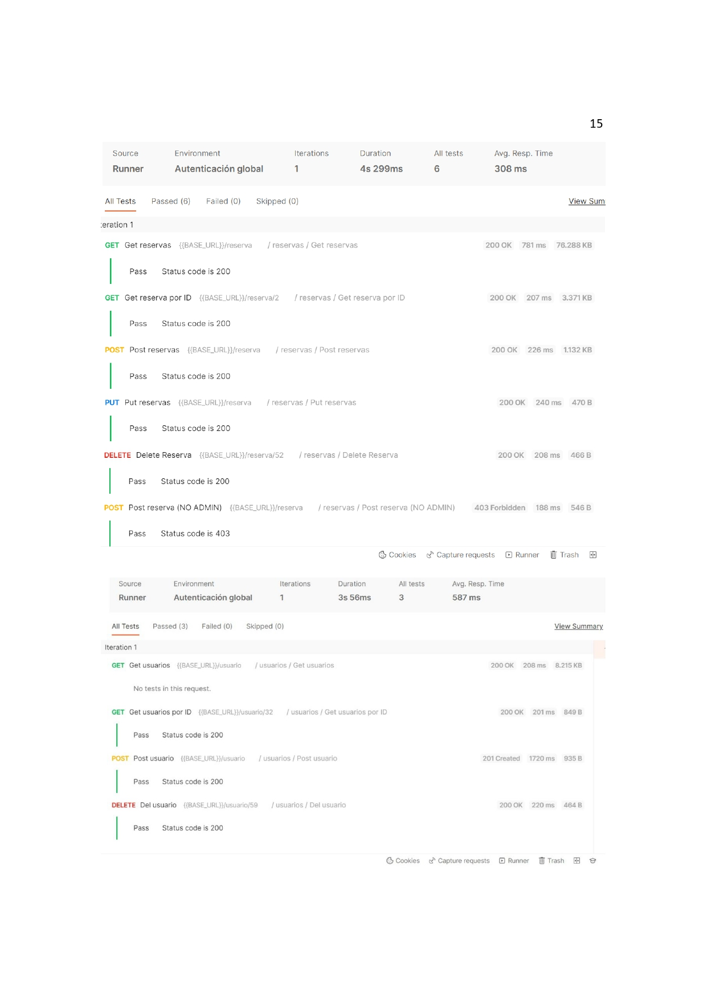 15
Source Environment Iterations Duration All tests Avg. Resp. Time
Runner Autenticación global 1 4s 299ms 6 308 ms
All Tests Passed (6) Failed (0) Skipped (0) View Sum
teration 1
GET Get reservas {{BASE_URL}}/reserva / reservas / Get reservas 200 OK 781 ms 76.288 KB
Pass Status code is 200
GET Get reserva por ID {{BASE_URL}}/reserva/2 / reservas / Get reserva por ID 200 OK 207 ms 3.371 KB
Pass Status code is 200
POST Post reservas {{BASE_URL}}/reserva / reservas / Post reservas 200 OK 226 ms 1.132 KB
Pass Status code is 200
PUT Put reservas {{BASE_URL}}/reserva / reservas / Put reservas 200 OK 240 ms 470 B
Pass Status code is 200
DELETE Delete Reserva {{BASE_URL}}/reserva/52 / reservas / Delete Reserva 200 OK 208 ms 466 B
Pass Status code is 200
POST Post reserva (NO ADMIN) {{BASE_URL}}/reserva / reservas / Post reserva (NO ADMIN) 403 Forbidden 188 ms 546 B
Pass Status code is 403
Cookies Capture requests Runner Trash
Source Environment Iterations Duration All tests Avg. Resp. Time
Runner Autenticación global 1 3s 56ms 3 587 ms
All Tests Passed (3) Failed (0) Skipped (0) View Summary
Iteration 1
GET Get usuarios {{BASE_URL}}/usuario / usuarios / Get usuarios 200 OK 208 ms 8.215 KB
No tests in this request.
GET Get usuarios por ID {{BASE_URL}}/usuario/32 / usuarios / Get usuarios por ID 200 OK 201 ms 849 B
Pass Status code is 200
POST Post usuario {{BASE_URL}}/usuario / usuarios / Post usuario 201 Created 1720 ms 935 B
Pass Status code is 200
DELETE Del usuario {{BASE_URL}}/usuario/59 / usuarios / Del usuario 200 OK 220 ms 464 B
Pass Status code is 200
Cookies Capture requests Runner Trash